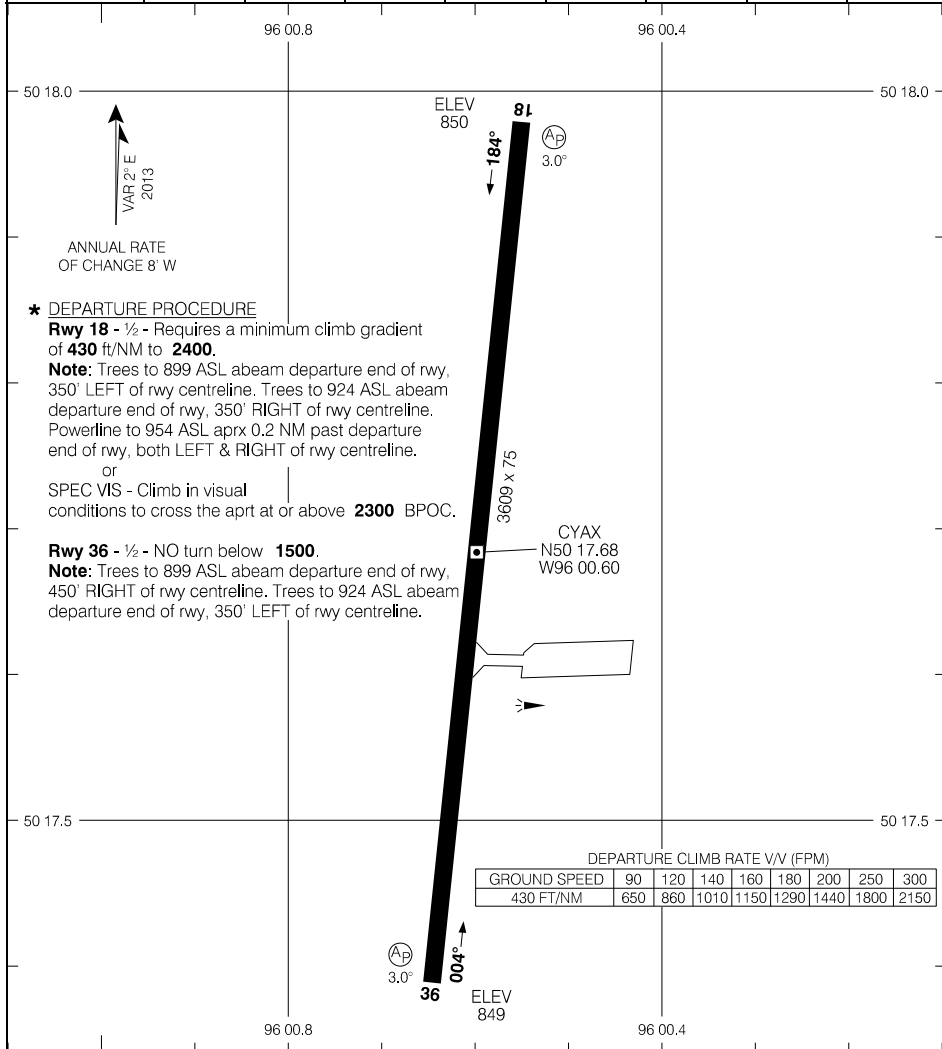 96 00.8 96 00.4
50 18.0 50 18.0
ELEV
850
18
184°
AP
3.0°
VAR 2° E
2013
ANNUAL RATE
OF CHANGE 8' W
* DEPARTURE PROCEDURE
Rwy 18 - ½ - Requires a minimum climb gradient
of 430 ft/NM to 2400.
Note: Trees to 899 ASL abeam departure end of rwy,
350' LEFT of rwy centreline. Trees to 924 ASL abeam
departure end of rwy, 350' RIGHT of rwy centreline.
Powerline to 954 ASL aprx 0.2 NM past departure
end of rwy, both LEFT & RIGHT of rwy centreline.
or
SPEC VIS - Climb in visual
conditions to cross the aprt at or above 2300 BPOC.
Rwy 36 - ½ - NO turn below 1500.
Note: Trees to 899 ASL abeam departure end of rwy,
450' RIGHT of rwy centreline. Trees to 924 ASL abeam
departure end of rwy, 350' LEFT of rwy centreline.
3609 x 75
CYAX
N50 17.68
W96 00.60
50 17.5 50 17.5
DEPARTURE CLIMB RATE V/V (FPM)
GROUND SPEED 90 120 140 160 180 200 250 300
430 FT/NM 650 860 1010 1150 1290 1440 1800 2150
AP
3.0°
004°
36
ELEV
849
96 00.8 96 00.4